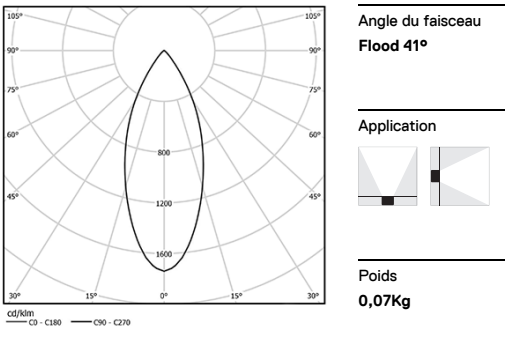 105° 105°
90° 90°
75° 75°
60° 60°
800
45° 45°
1200
1600
30° 15° 0° 15° 30°
cd/klm
C0 - C180 C90 - C270
Angle du faisceau
Flood 41º
Application
Poids
0,07Kg